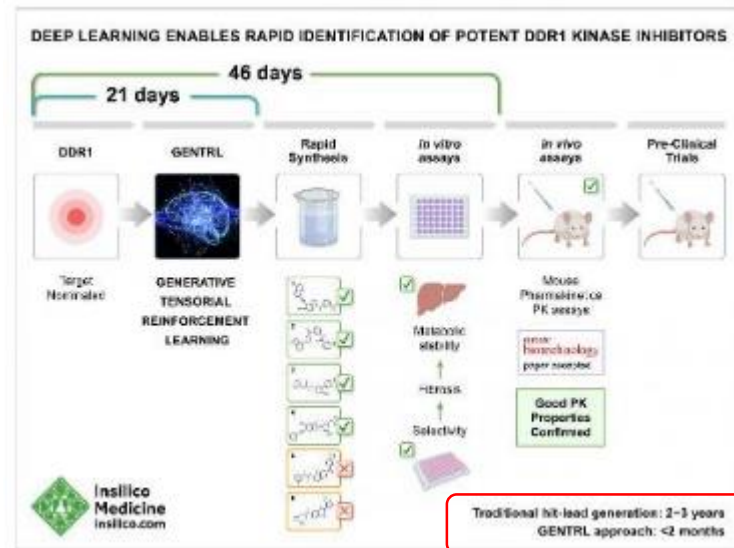 DEEP LEARNING ENABLES RAPID IDENTIFICATION OF POTENT DDR1 KINASE INHIBITORS
46 days
21 days
DDR1
GENTRL
Rapid
Synthesis
In vitro
assays
in vivo
assays
Pre-Clinical
Trials
Target
Nominated
GENERATIVE
TENSORIAL
REINFORCEMENT
LEARNING
Metabolic
stability
Fibrosis
Selectivity
Mouse
PK assays
biotechnology
paper accepted
Good PK
Properties
Confirmed
Insilico
Medicine
insilico.com
Traditional hit-lead generation: 2-3 years
GENTRL approach: <2 months